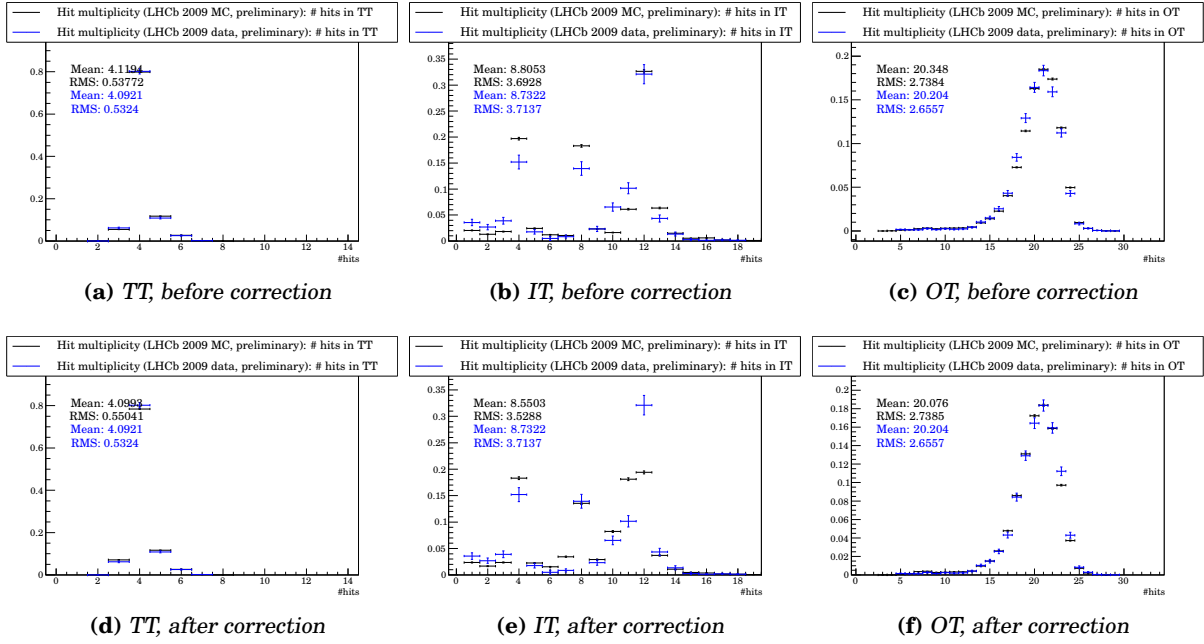 Hit multiplicity (LHCb 2009 MC, preliminary): # hits in TT
Hit multiplicity (LHCb 2009 data, preliminary): # hits in TT
Mean: 4.1194
RMS: 0.53772
Mean: 4.0921
RMS: 0.5324
0.8
0.6
0.4
0.2
0
0 2 4 6 8 10 12 14
#hits
(a) TT, before correction
Hit multiplicity (LHCb 2009 MC, preliminary): # hits in IT
Hit multiplicity (LHCb 2009 data, preliminary): # hits in IT
Mean: 8.8053
RMS: 3.6928
Mean: 8.7322
RMS: 3.7137
0.35
0.3
0.25
0.2
0.15
0.1
0.05
0
0 2 4 6 8 10 12 14 16 18
#hits
(b) IT, before correction
Hit multiplicity (LHCb 2009 MC, preliminary): # hits in OT
Hit multiplicity (LHCb 2009 data, preliminary): # hits in OT
Mean: 20.348
RMS: 2.7384
Mean: 20.204
RMS: 2.6557
0.2
0.15
0.1
0.05
0
0 5 10 15 20 25 30
#hits
(c) OT, before correction
Hit multiplicity (LHCb 2009 MC, preliminary): # hits in TT
Hit multiplicity (LHCb 2009 data, preliminary): # hits in TT
Mean: 4.0993
RMS: 0.55041
Mean: 4.0921
RMS: 0.5324
0.8
0.6
0.4
0.2
0
0 2 4 6 8 10 12 14
#hits
(d) TT, after correction
Hit multiplicity (LHCb 2009 MC, preliminary): # hits in IT
Hit multiplicity (LHCb 2009 data, preliminary): # hits in IT
Mean: 8.5503
RMS: 3.5288
Mean: 8.7322
RMS: 3.7137
0.35
0.3
0.25
0.2
0.15
0.1
0.05
0
0 2 4 6 8 10 12 14 16 18
#hits
(e) IT, after correction
Hit multiplicity (LHCb 2009 MC, preliminary): # hits in OT
Hit multiplicity (LHCb 2009 data, preliminary): # hits in OT
Mean: 20.076
RMS: 2.7385
Mean: 20.204
RMS: 2.6557
0.2
0.18
0.16
0.14
0.12
0.1
0.08
0.06
0.04
0.02
0
0 5 10 15 20 25 30
#hits
(f) OT, after correction